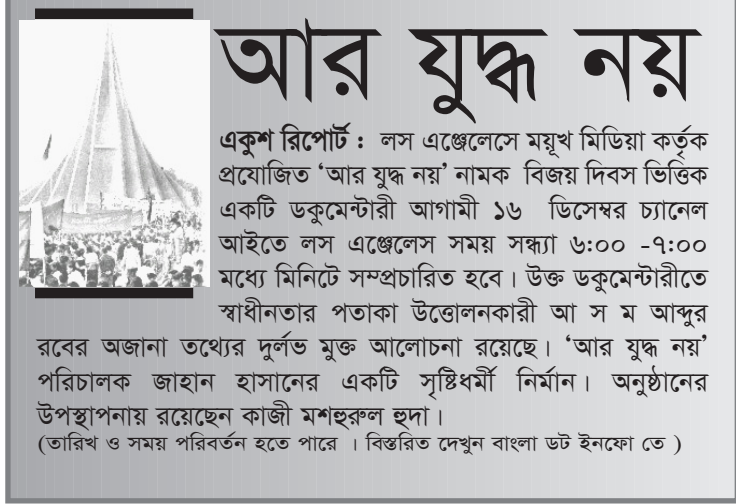 আর যুদ্ধ নয়
একুশ রিপোর্ট : লস এঞ্জেলেসে ময়ূখ মিডিয়া কর্তৃক
প্রযোজিত ‘আর যুদ্ধ নয়’ নামক বিজয় দিবস ভিত্তিক
একটি ডকুমেন্টারী আগামী ১৬ ডিসেম্বর চ্যানেল
আইতে লস এঞ্জেলেস সময় সন্ধ্যা ৬:০০ -৭:০০
মধ্যে মিনিটে সম্প্রচারিত হবে। উক্ত ডকুমেন্টারীতে
স্বাধীনতার পতাকা উত্তোলনকারী আ স ম আব্দুর
রবের অজানা তথ্যের দুর্লভ মুক্ত আলোচনা রয়েছে। ‘আর যুদ্ধ নয়’
পরিচালক জাহান হাসানের একটি সৃষ্টিধর্মী নির্মান। অনুষ্ঠানের
উপস্থাপনায় রয়েছেন কাজী মশহুরুল হুদা।
(তারিখ ও সময় পরিবর্তন হতে পারে । বিস্তরিত দেখুন বাংলা ডট ইনফো তে )